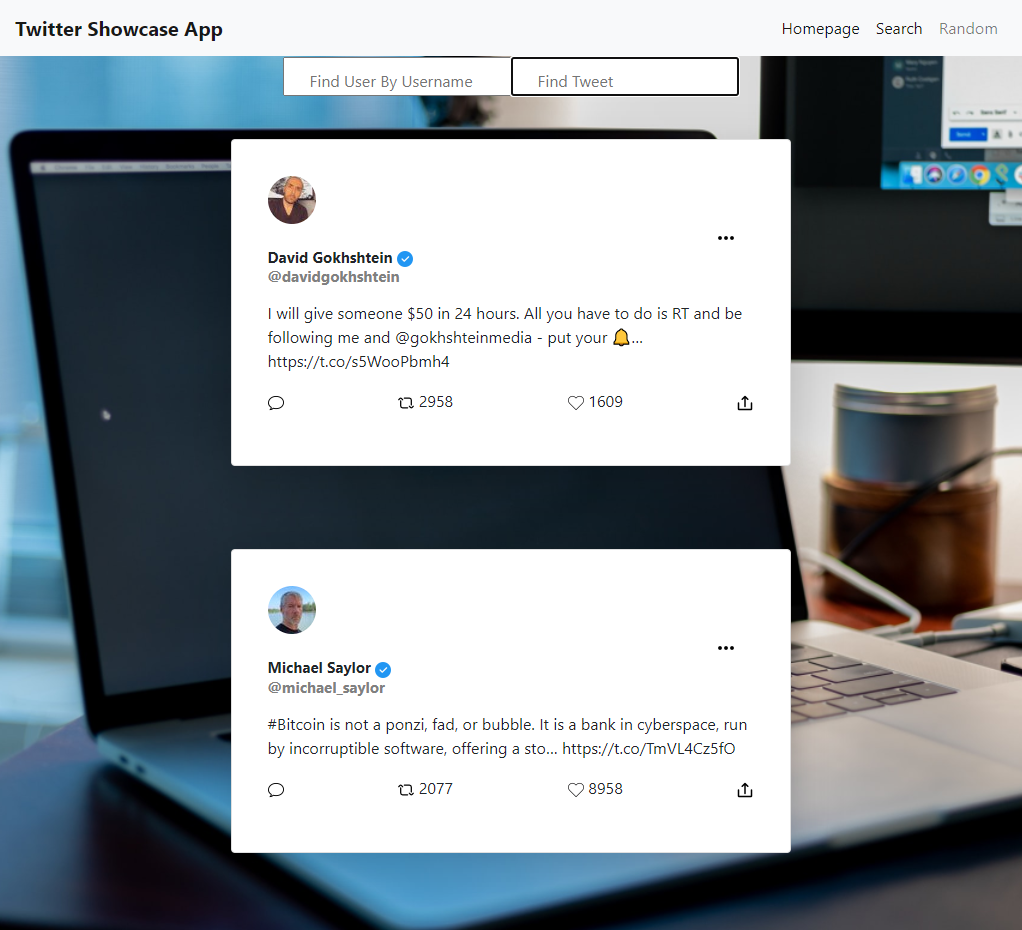 Twitter Showcase App
Homepage Search Random
Find User By Username Find Tweet
David Gokhshtein
@davidgokhshtein
I will give someone $50 in 24 hours. All you have to do is RT and be
following me and @gokhshteinmedia - put your 🔔...
https://t.co/s5WooPbmh4
2958 1609
Michael Saylor
@michael_saylor
#Bitcoin is not a ponzi, fad, or bubble. It is a bank in cyberspace, run
by incorruptible software, offering a sto... https://t.co/TmVL4Cz5fO
2077 8958